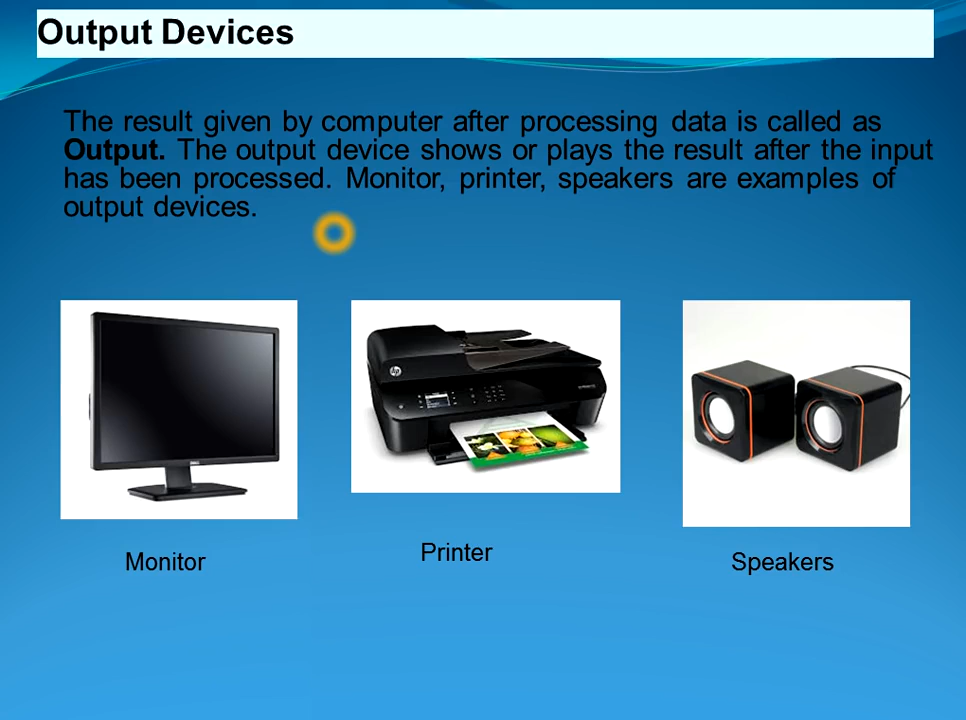 Output Devices
The result given by computer after processing data is called as
Output. The output device shows or plays the result after the input
has been processed. Monitor, printer, speakers are examples of
output devices.
hp
Monitor
Printer
Speakers